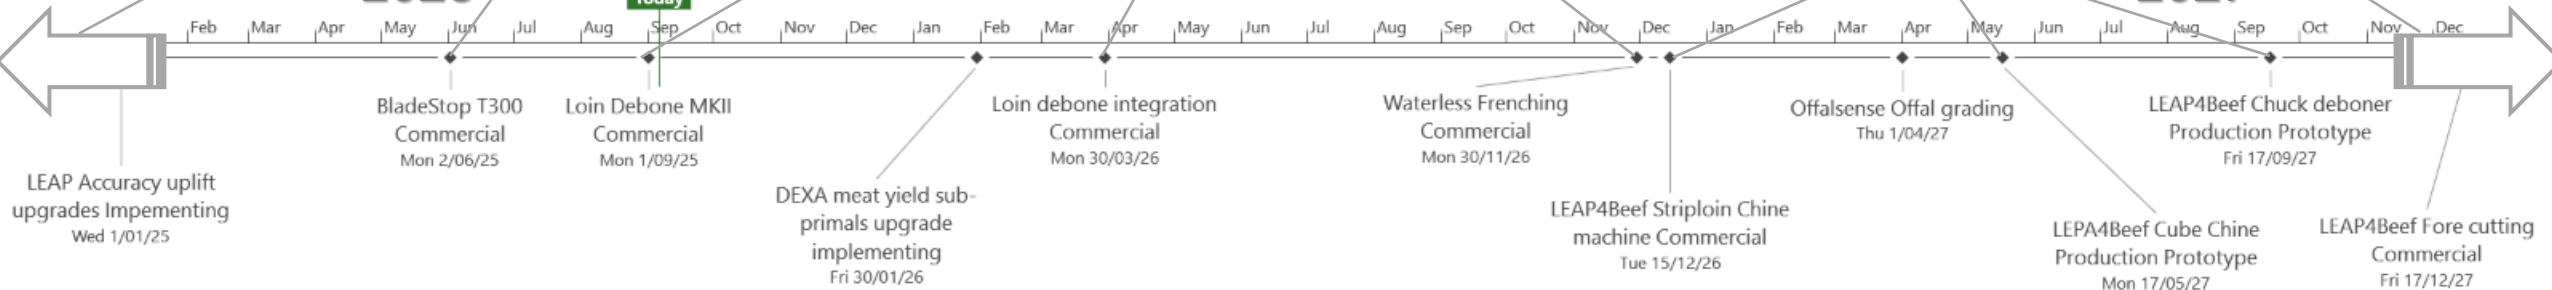 Today
Feb Mar Apr May Jun Jul Aug Sep Oct Nov Dec Jan Feb Mar Apr May Jun Jul Aug Sep Oct Nov Dec Jan Feb Mar Apr May Jun Jul Aug Sep Oct Nov Dec
LEAP Accuracy uplift
upgrades Impementing
Wed 1/01/25
BladeStop T300
Commercial
Mon 2/06/25
Loin Debone MKII
Commercial
Mon 1/09/25
DEXA meat yield sub-
primals upgrade
implementing
Fri 30/01/26
Loin debone integration
Commercial
Mon 30/03/26
Waterless Frenching
Commercial
Mon 30/11/26
LEAP4Beef Striploin Chine
machine Commercial
Tue 15/12/26
Offalsense Offal grading
Thu 1/04/27
LEPA4Beef Cube Chine
Production Prototype
Mon 17/05/27
LEAP4Beef Chuck deboner
Production Prototype
Fri 17/09/27
LEAP4Beef Fore cutting
Commercial
Fri 17/12/27